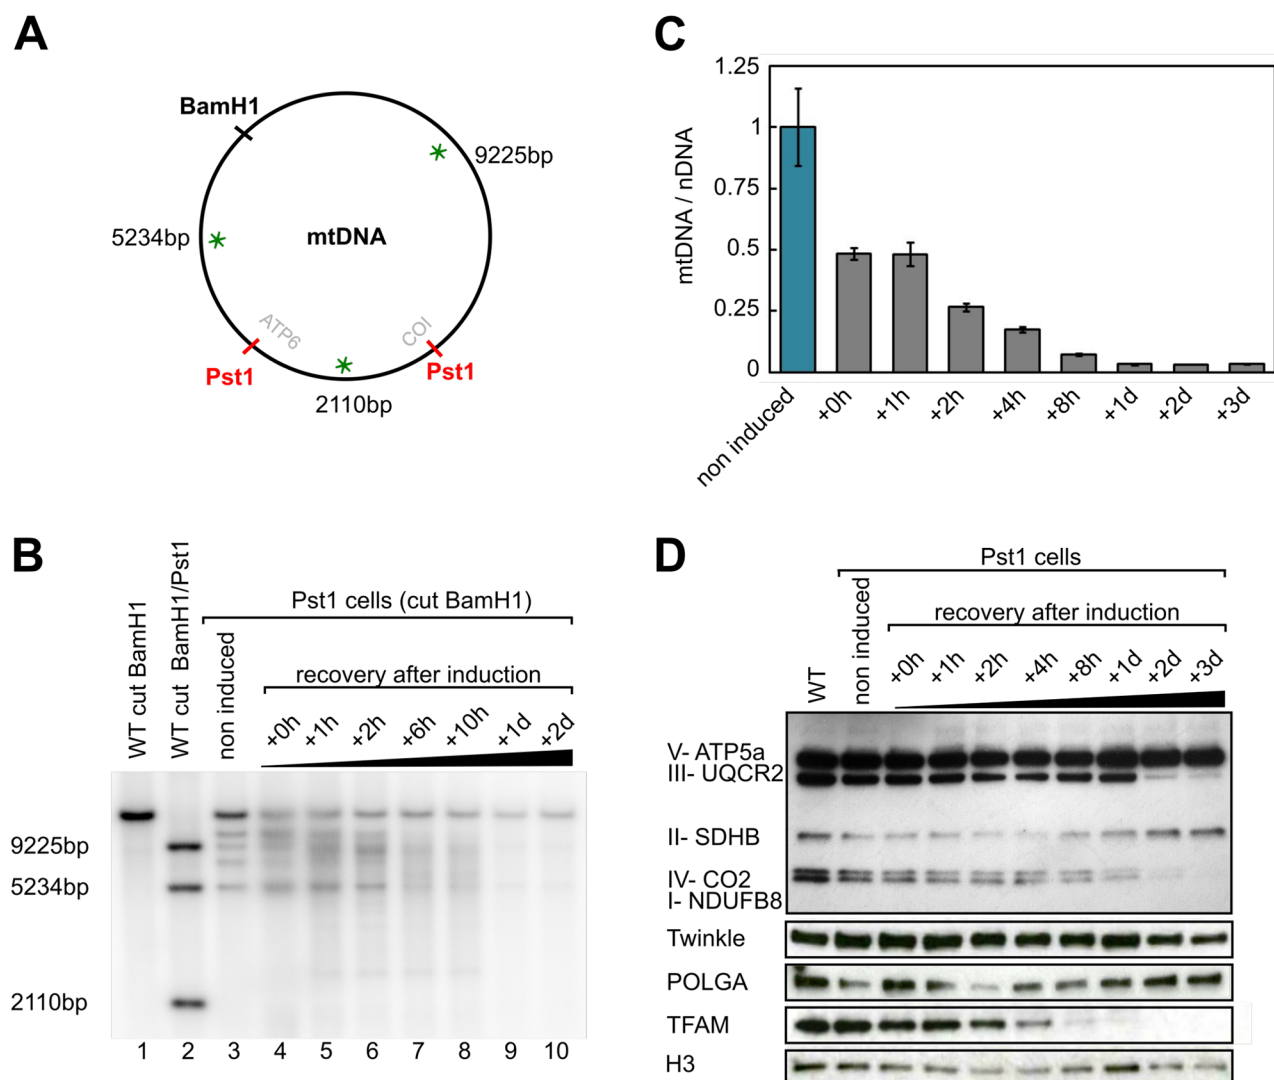 A
BamH1
9225bp
5234bp
mtDNA
ATP6
COI
Pst1
Pst1
2110bp
C
mtDNA / nDNA
1.25
1
0.75
0.5
0.25
0
non induced
+0h
+1h
+2h
+4h
+8h
+1d
+2d
+3d
B
WT cut BamH1
WT cut BamH1/Pst1
Pst1 cells (cut BamH1)
non induced
recovery after induction
+0h
+1h
+2h
+6h
+10h
+1d
+2d
9225bp
5234bp
2110bp
1 2 3 4 5 6 7 8 9 10
D
Pst1 cells
WT
non induced
recovery after induction
+0h
+1h
+2h
+4h
+8h
+1d
+2d
+3d
V- ATP5a
III- UQCR2
II- SDHB
IV- CO2
I- NDUFB8
Twinkle
POLGA
TFAM
H3